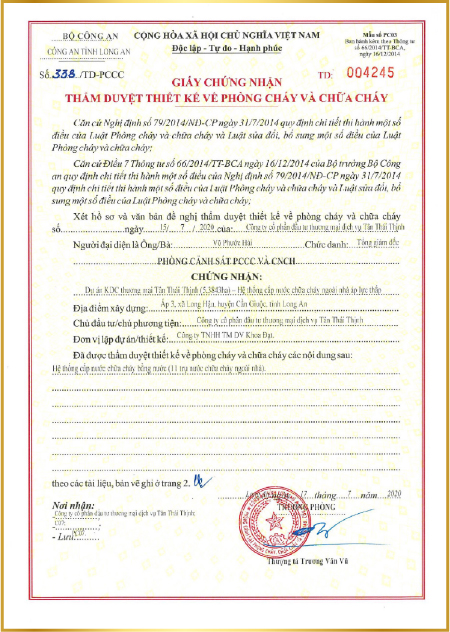 BỘ CÔNG AN
CÔNG AN TỈNH LONG AN
Số: 338 /TD-PCCC
CỘNG HÒA XÃ HỘI CHỦ NGHĨA VIỆT NAM
Độc lập - Tự do - Hạnh phúc
Mẫu số PC03
Ban hành kèm theo Thông tư
số 66/2014/TT-BCA,
ngày 16/12/2014
TD: 004245
GIẤY CHỨNG NHẬN
THẨM DUYỆT THIẾT KẾ VỀ PHÒNG CHÁY VÀ CHỮA CHÁY
Căn cứ Nghị định số 79/2014/NĐ-CP ngày 31/7/2014 quy định chi tiết thi hành một số
điều của Luật Phòng cháy và chữa cháy và Luật sửa đổi, bổ sung một số điều của Luật
Phòng cháy và chữa cháy;
Căn cứ Điều 7 Thông tư số 66/2014/TT-BCA ngày 16/12/2014 của Bộ trưởng Bộ Công
an quy định chi tiết thi hành một số điều của Nghị định số 79/2014/NĐ-CP ngày 31/7/2014
quy định chi tiết thi hành một số điều của Luật Phòng cháy và chữa cháy và Luật sửa đổi, bổ
sung một số điều của Luật Phòng cháy và chữa cháy;
Xét hồ sơ và văn bản đề nghị thẩm duyệt thiết kế về phòng cháy và chữa cháy
số ngày 15/ 7 / 2020 của: Công ty cổ phần đầu tư thương mại dịch vụ Tân Thái Thịnh
Người đại diện là Ông/Bà: Võ Phước Hải Chức danh: Tổng giám đốc
PHÒNG CẢNH SÁT PCCC VÀ CNCH
CHỨNG NHẬN:
Dự án KDC thương mại Tân Thái Thịnh (5,384ha) – Hệ thống cấp nước chữa cháy ngoài nhà áp lực thấp
Địa điểm xây dựng: Ấp 3, xã Long Hậu, huyện Cần Giuộc, tỉnh Long An
Chủ đầu tư/chủ phương tiện: Công ty cổ phần đầu tư thương mại dịch vụ Tân Thái Thịnh
Đơn vị lập dự án/thiết kế: Công ty TNHH TM DV Khoa Đạt.
Đã được thẩm duyệt thiết kế về phòng cháy và chữa cháy các nội dung sau:
Hệ thống cấp nước chữa cháy bằng nước (11 trụ nước chữa cháy ngoài nhà).
theo các tài liệu, bản vẽ ghi ở trang 2.
17 tháng 7 năm 2020
Nơi nhận:
Công ty cổ phần đầu tư thương mại dịch vụ Tân Thái Thịnh
- Lưu:
TRƯỞNG PHÒNG
Thượng tá Trương Văn Vũ